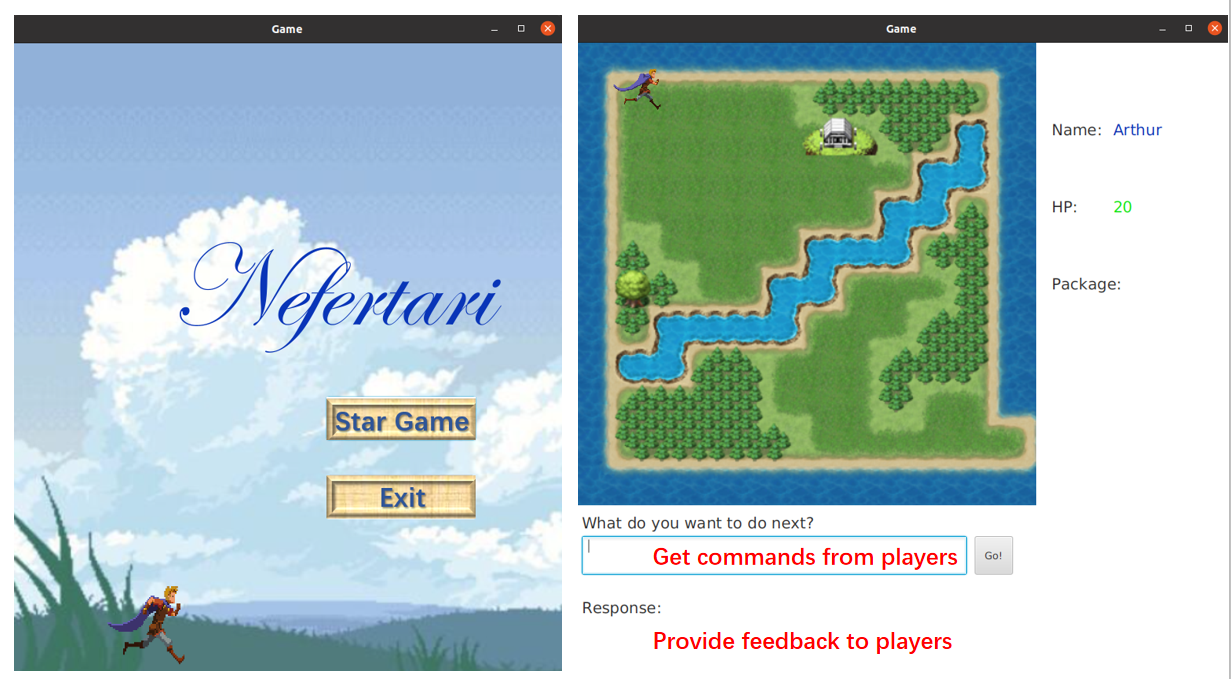 Game
Nefertari
Star Game
Exit
Game
Name: Arthur
HP: 20
Package:
What do you want to do next?
Get commands from players
Go!
Response:
Provide feedback to players